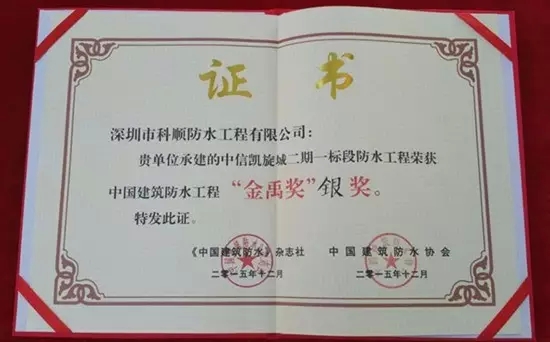 证书
深圳市科顺防水工程有限公司：
贵单位承建的中信凯旋城二期一标段防水工程荣获
中国建筑防水工程“金禹奖”银奖。
特发此证。
《中国建筑防水》杂志社 中国建筑防水协会
二〇一五年十二月 二〇一五年十二月